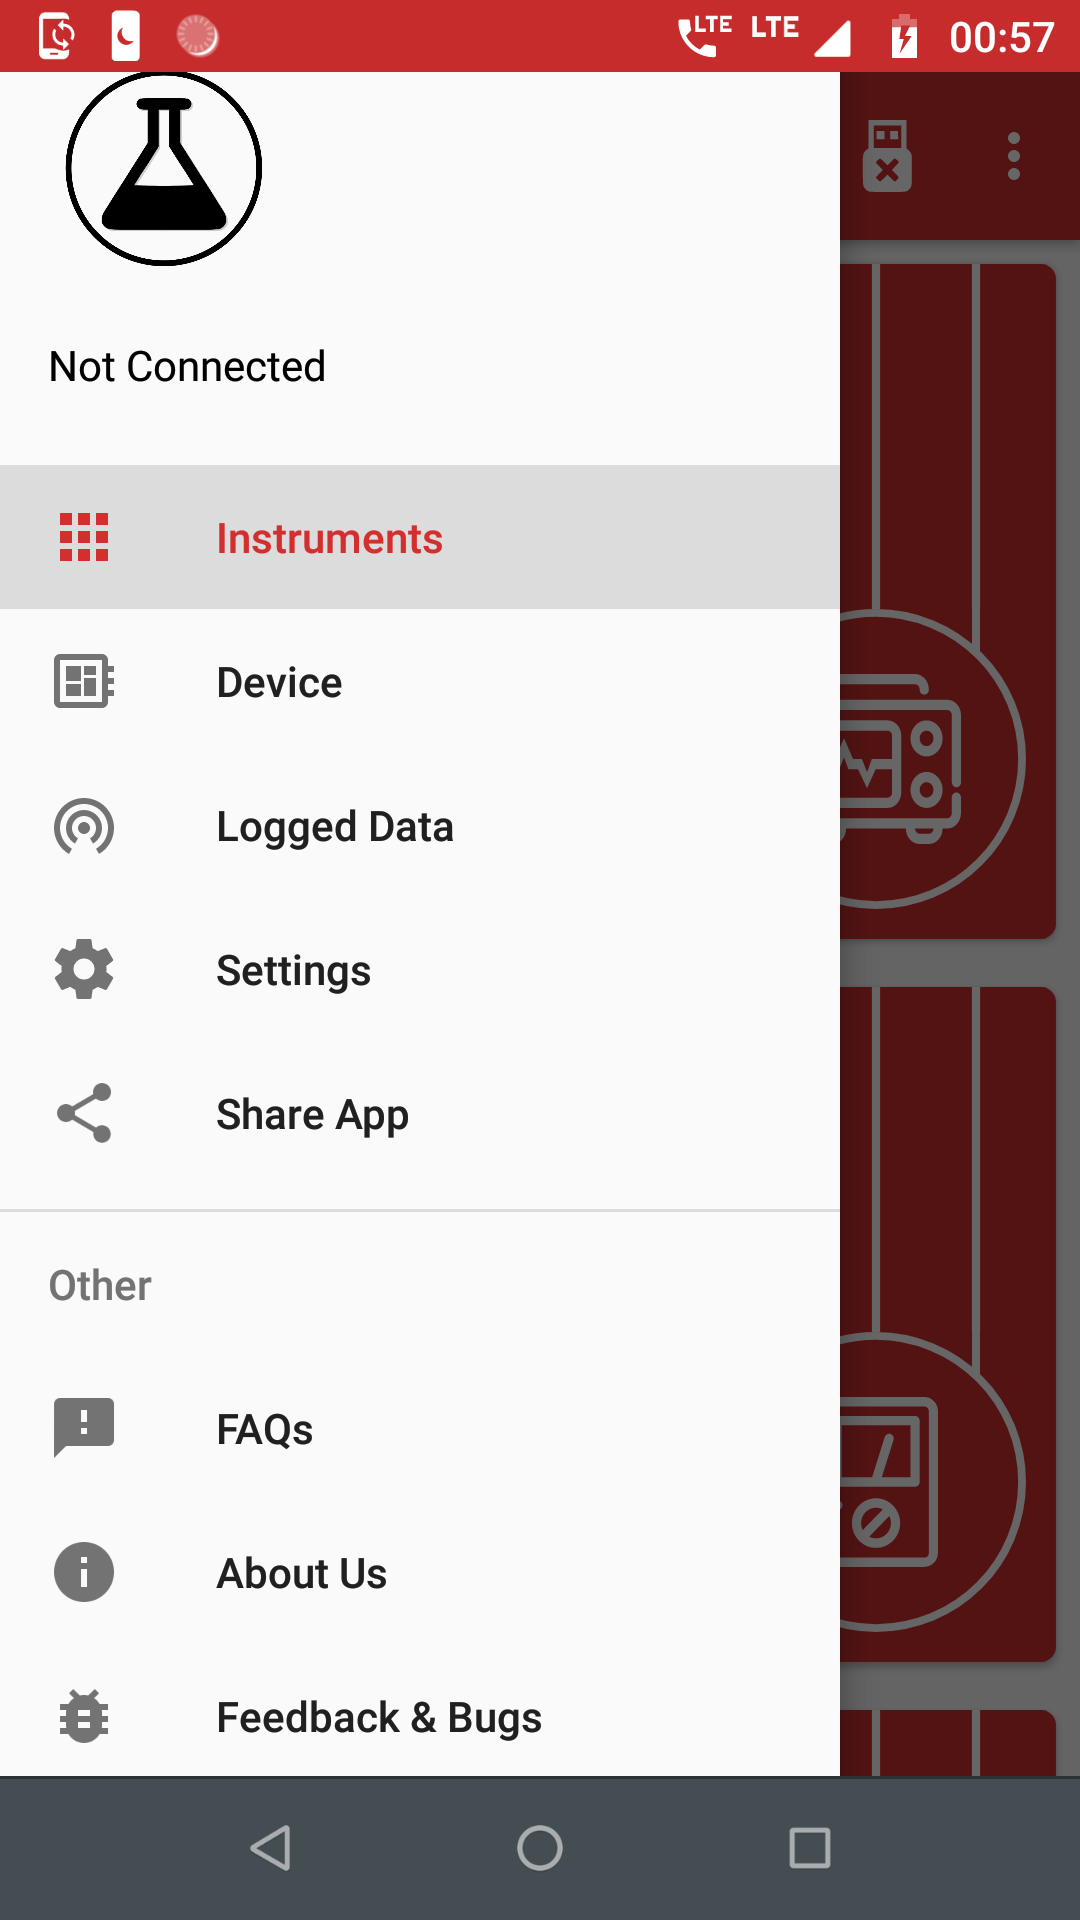 LTE LTE 00:57
Not Connected
Instruments
Device
Logged Data
Settings
Share App
Other
FAQs
About Us
Feedback & Bugs